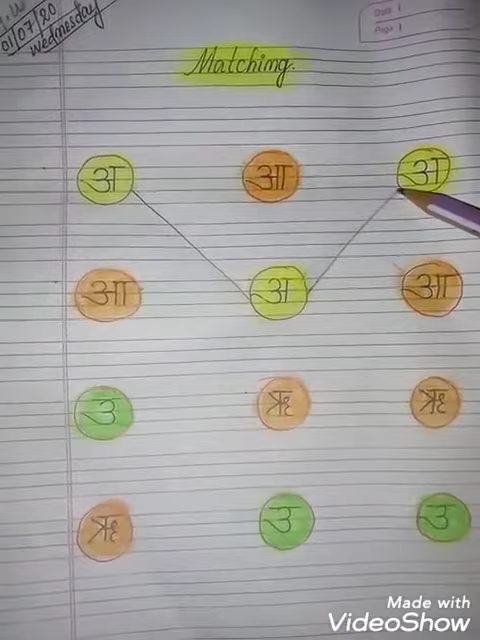 01/07/20
Wednesday
Date
Page
Matching.
अ आ अ
आ अ आ
उ ऋ ऋ
ऋ उ उ
Made with
VideoShow